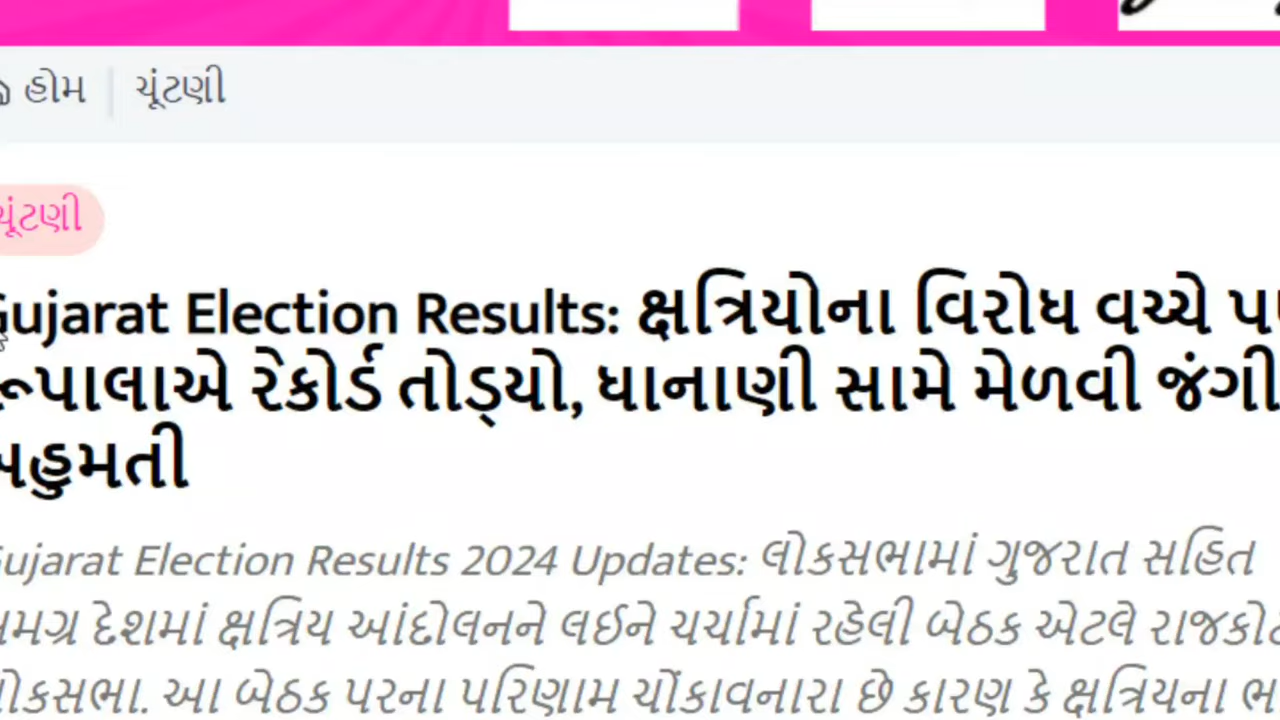 હોમ ચૂંટણી
ચૂંટણી
Gujarat Election Results: ક્ષત્રિયોના વિરોધ વચ્ચે
રૂપાલાએ રેકોર્ડ તોડ્યો, ધાનાણી સામે મેળવી જંગી
બહુમતી
Gujarat Election Results 2024 Updates: લોકસભામાં ગુજરાત સહિત
સમગ્ર દેશમાં ક્ષત્રિય આંદોલનને લઈને ચર્ચામાં રહેલી બેઠક એટલે રાજકોટ
લોકસભા. આ બેઠક પરના પરિણામ ચોંકાવનારા છે કારણ કે ક્ષત્રિયના